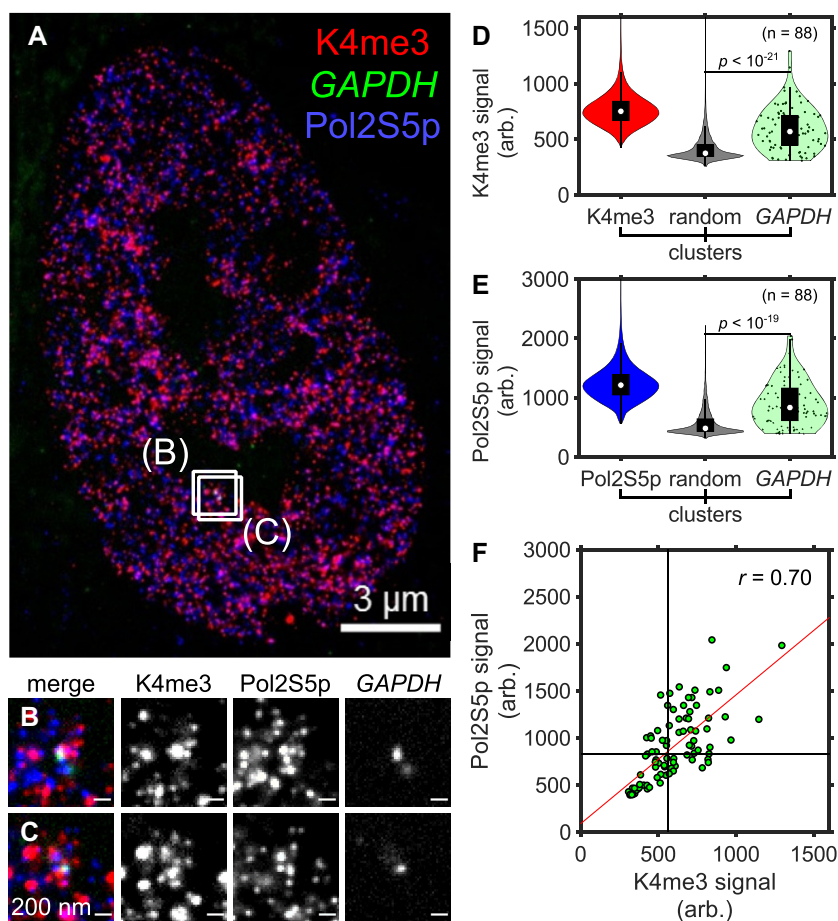 A
K4me3
GAPDH
Pol2S5p
(B)
(C)
3 µm
merge K4me3 Pol2S5p GAPDH
B
C
200 nm
D
(n = 88)
p < 10-21
1500
1000
500
0
K4me3 signal
(arb.)
K4me3 random GAPDH
clusters
E
(n = 88)
p < 10-19
3000
2000
1000
0
Pol2S5p signal
(arb.)
Pol2S5p random GAPDH
clusters
F
r = 0.70
3000
2500
2000
1500
1000
500
0
Pol2S5p signal
(arb.)
0 500 1000 1500
K4me3 signal
(arb.)